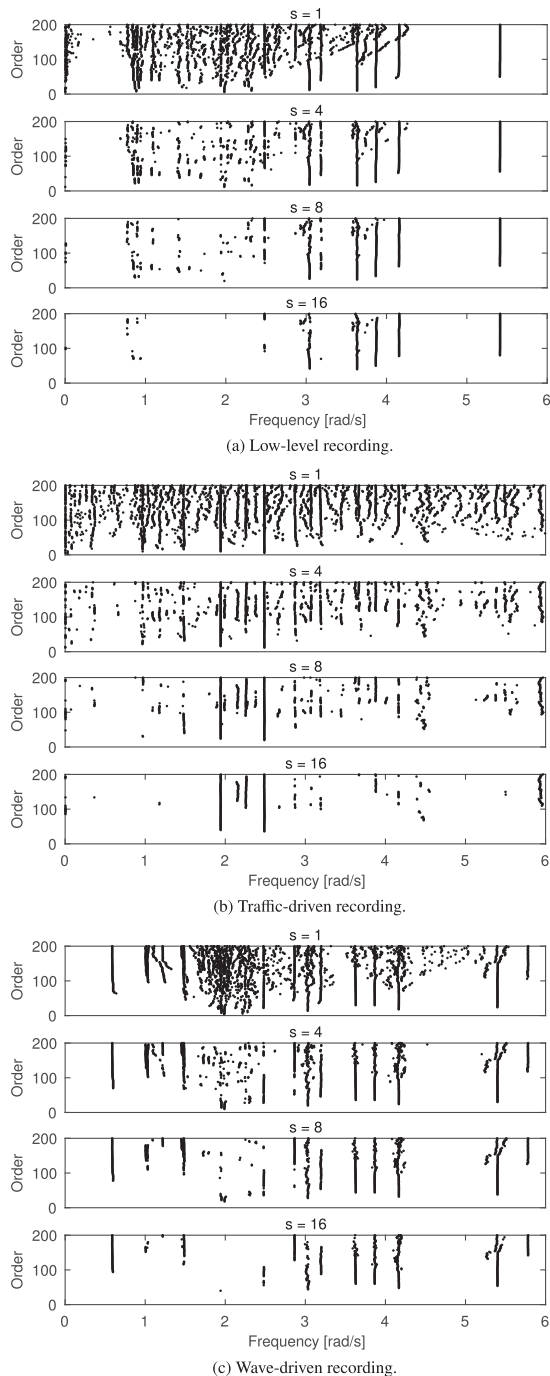 s = 1
200
100
0
Order
s = 4
200
100
0
Order
s = 8
200
100
0
Order
s = 16
200
100
0
Order
0 1 2 3 4 5 6
Frequency [rad/s]
(a) Low-level recording.
s = 1
200
100
0
Order
s = 4
200
100
0
Order
s = 8
200
100
0
Order
s = 16
200
100
0
Order
0 1 2 3 4 5 6
Frequency [rad/s]
(b) Traffic-driven recording.
s = 1
200
100
0
Order
s = 4
200
100
0
Order
s = 8
200
100
0
Order
s = 16
200
100
0
Order
0 1 2 3 4 5 6
Frequency [rad/s]
(c) Wave-driven recording.